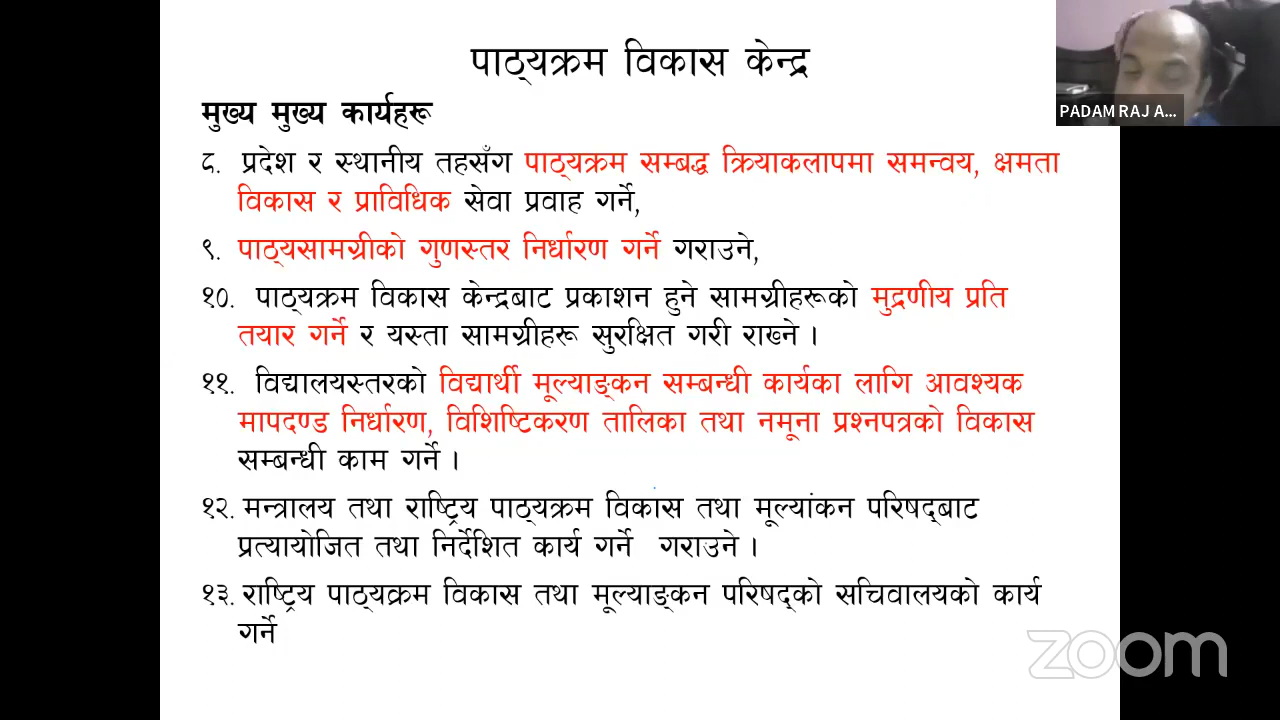 पाठ्यक्रम विकास केन्द्र
PADAM RAJ A...
मुख्य मुख्य कार्यहरू
८. प्रदेश र स्थानीय तहसँग पाठ्यक्रम सम्बद्ध क्रियाकलापमा समन्वय, क्षमता
विकास र प्राविधिक सेवा प्रवाह गर्ने,
९. पाठ्यसामग्रीको गुणस्तर निर्धारण गर्ने गराउने,
१०. पाठ्यक्रम विकास केन्द्रबाट प्रकाशन हुने सामग्रीहरूको मुद्रणीय प्रति
तयार गर्ने र यस्ता सामग्रीहरू सुरक्षित गरी राख्ने ।
११. विद्यालयस्तरको विद्यार्थी मूल्याङ्कन सम्बन्धी कार्यका लागि आवश्यक
मापदण्ड निर्धारण, विशिष्टिकरण तालिका तथा नमूना प्रश्नपत्रको विकास
सम्बन्धी काम गर्ने ।
१२. मन्त्रालय तथा राष्ट्रिय पाठ्यक्रम विकास तथा मूल्यांकन परिषद्बाट
प्रत्यायोजित तथा निर्देशित कार्य गर्ने गराउने ।
१३. राष्ट्रिय पाठ्यक्रम विकास तथा मूल्याङ्कन परिषद्को सचिवालयको कार्य
गर्ने
zoom